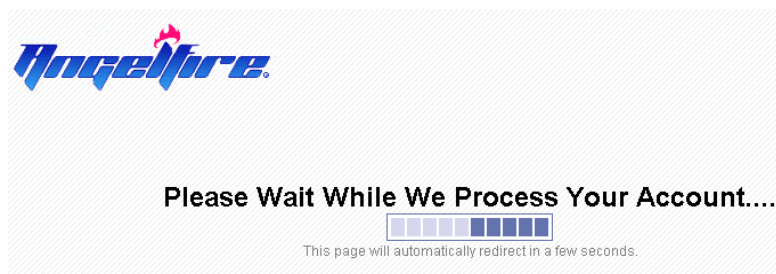 Angelfire®
Please Wait While We Process Your Account....
This page will automatically redirect in a few seconds.